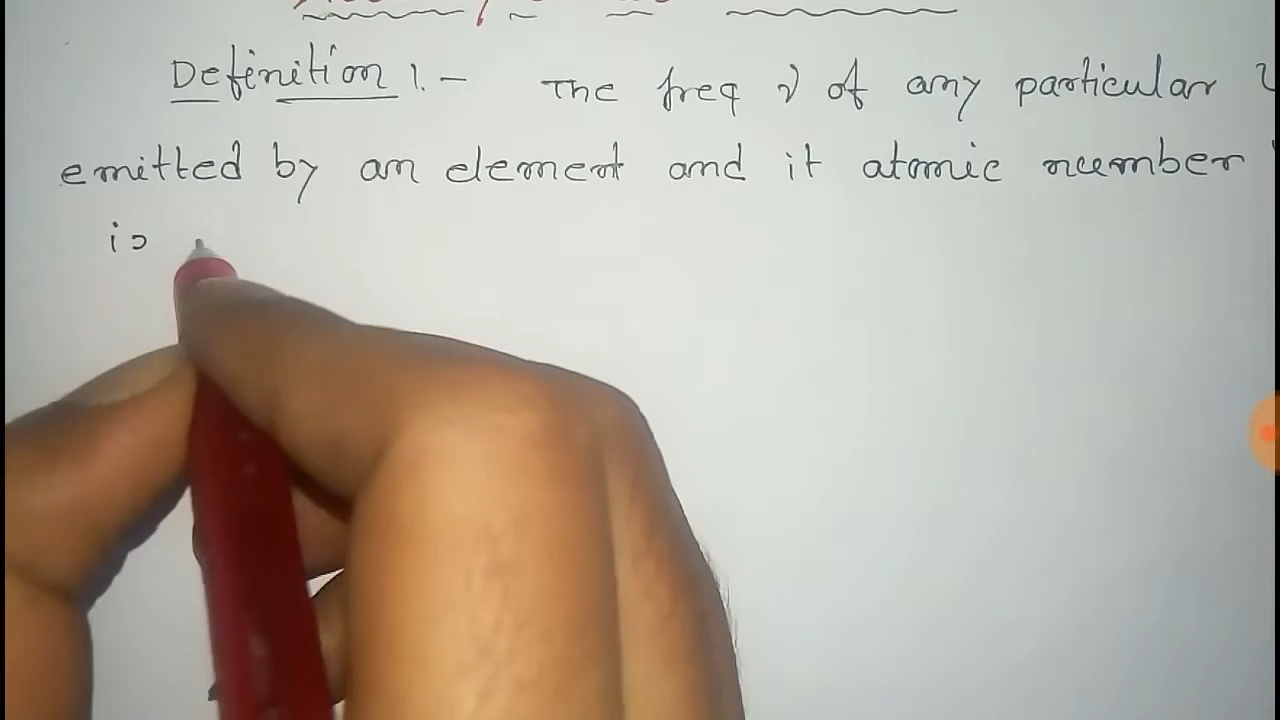 Definition 1. - The freq ν of any particular
emitted by an element and it atomic number
is